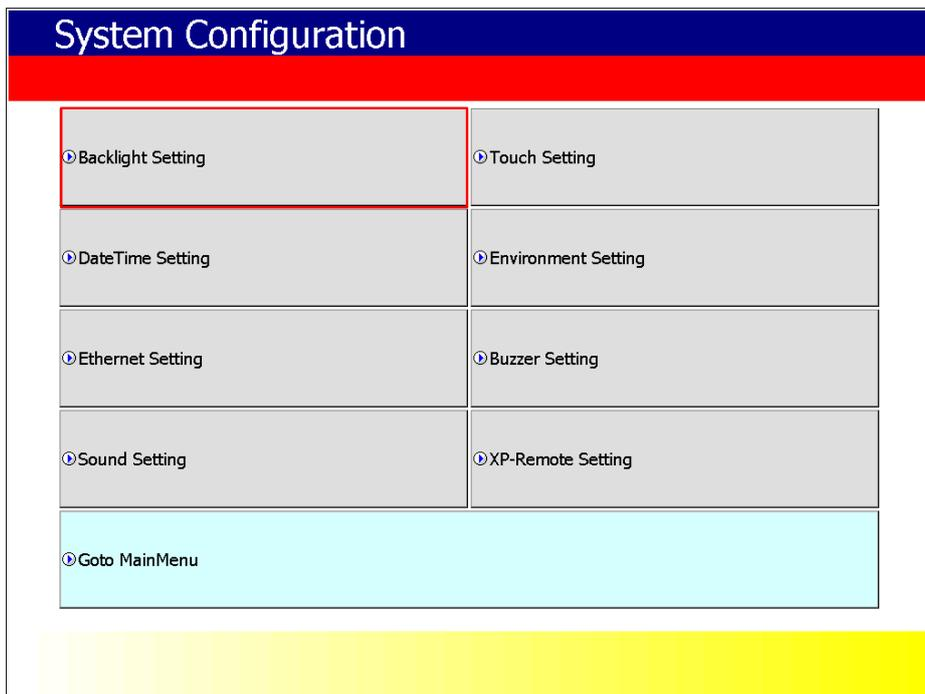 System Configuration
Backlight Setting
Touch Setting
DateTime Setting
Environment Setting
Ethernet Setting
Buzzer Setting
Sound Setting
XP-Remote Setting
Goto MainMenu